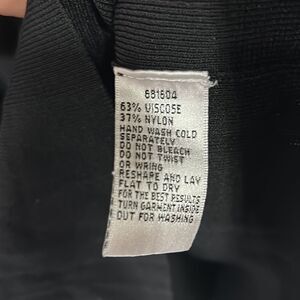 681604
63% VISCOSE
37% NYLON
HAND WASH COLD
SEPARATELY
DO NOT BLEACH
DO NOT TWIST
OR WRING
RESHAPE AND LAY
FLAT TO DRY
FOR THE BEST RESULTS
TURN GARMENT INSIDE
OUT FOR WASHING